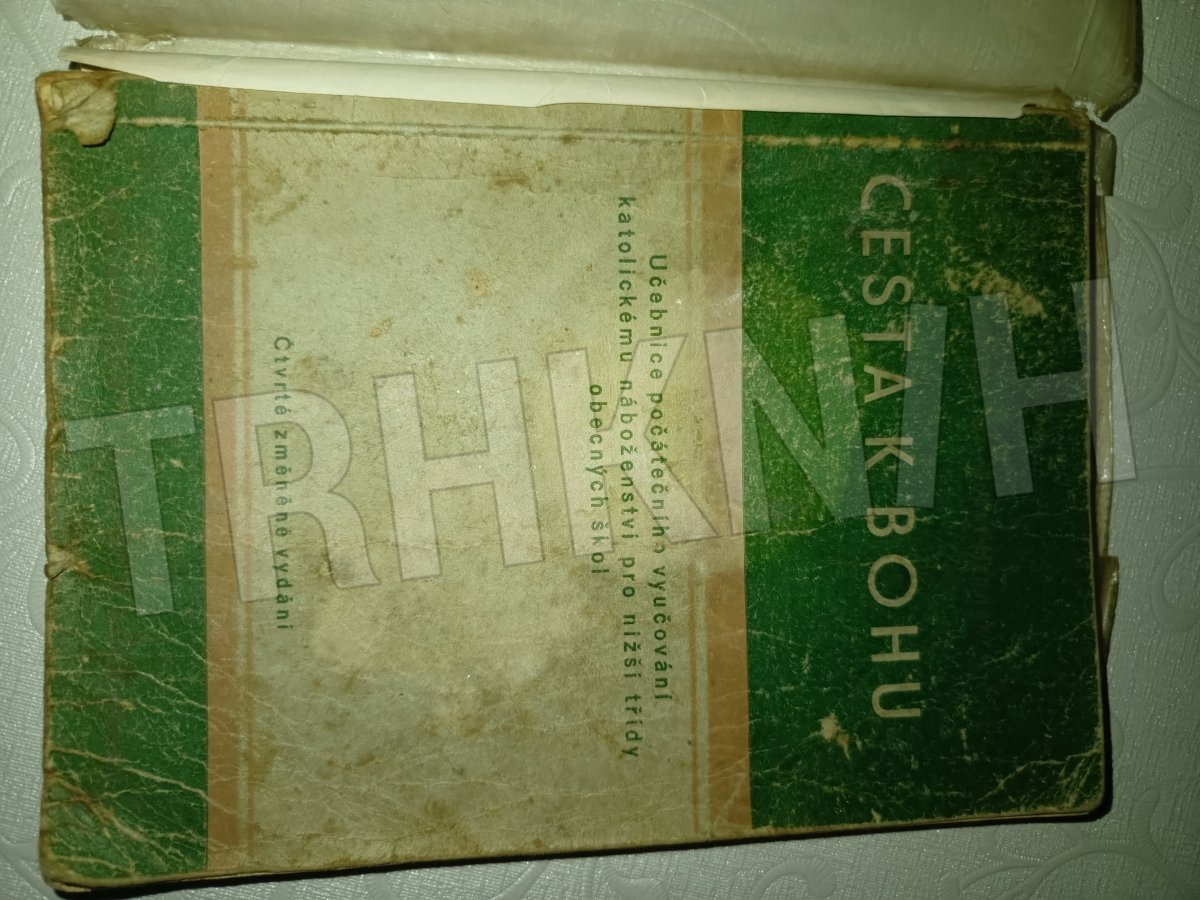 CESTA K BOHU
Učebnice počátečního vyučování
katolickému náboženství pro nižší třídy
obecných škol
Čtvrté změněné vydání
TRHKNIH